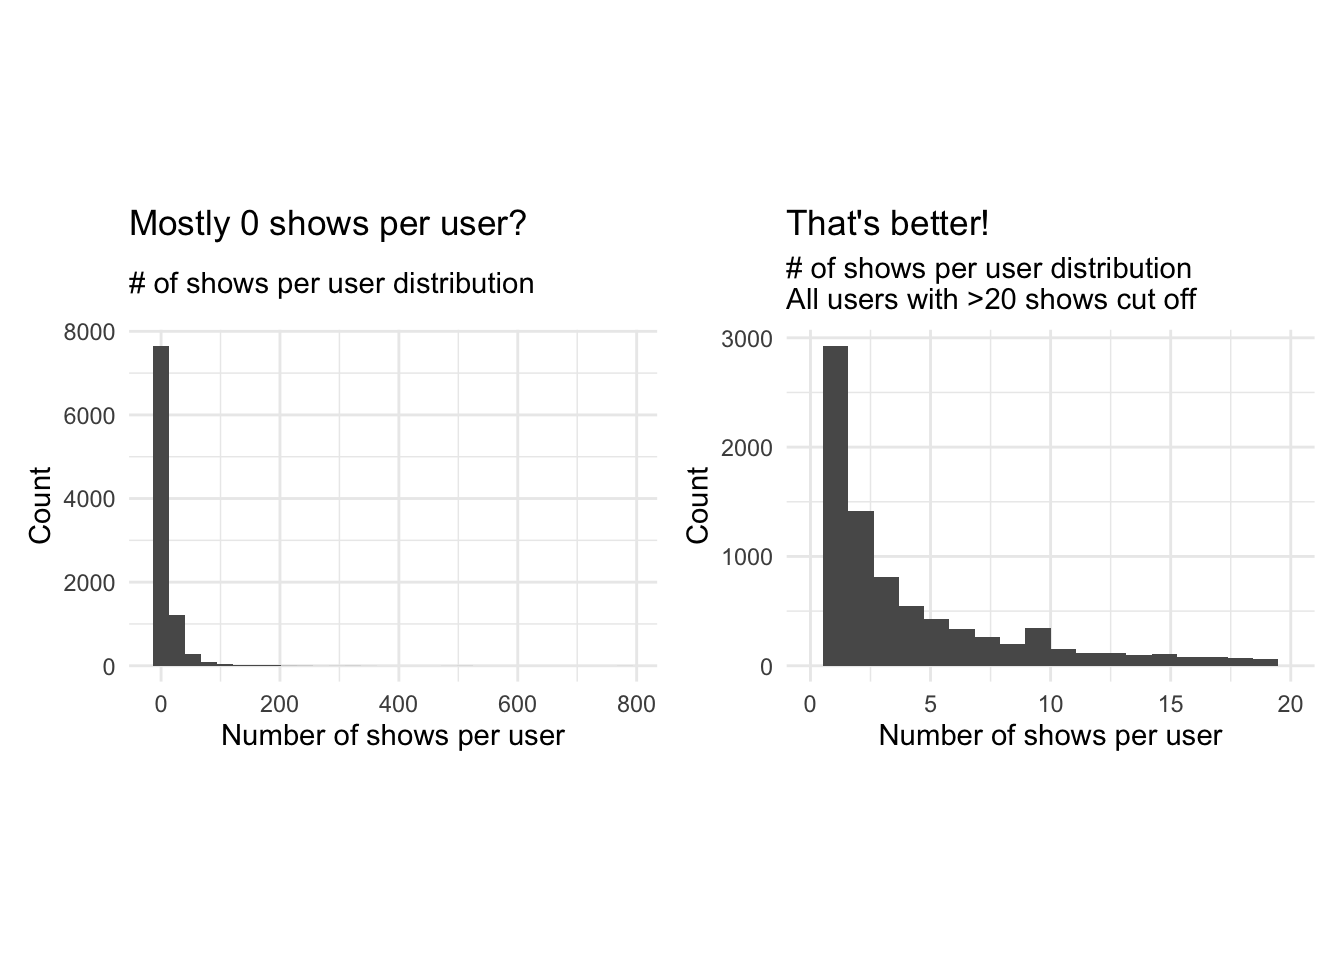 Mostly 0 shows per user?
# of shows per user distribution
8000
6000
4000
2000
0
Count
0 200 400 600 800
Number of shows per user
That's better!
# of shows per user distribution
All users with >20 shows cut off
3000
2000
1000
0
Count
0 5 10 15 20
Number of shows per user